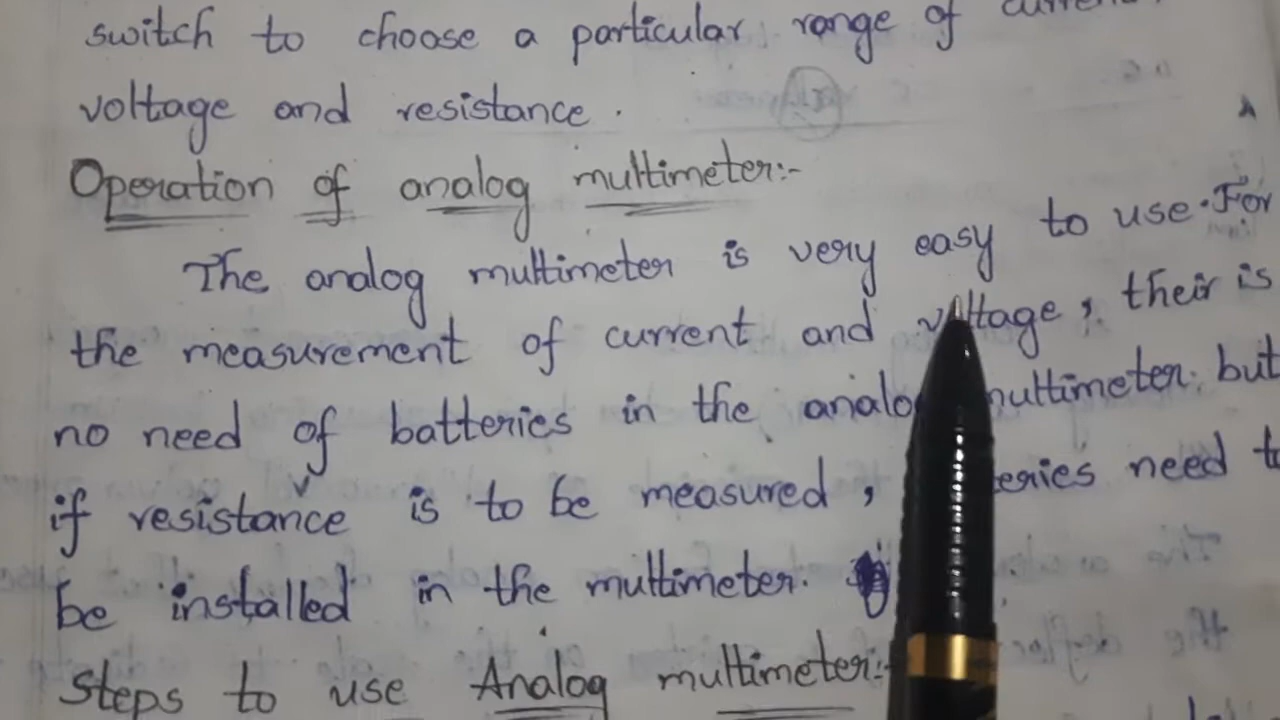 switch to choose a particular range of
voltage and resistance.
Operation of analog multimeter:-
The analog multimeter is very easy to use. For
the measurement of current and voltage, their is
no need of batteries in the analog multimeter. but
if resistance is to be measured, need
be installed in the multimeter.
Steps to use Analog multimeter:-